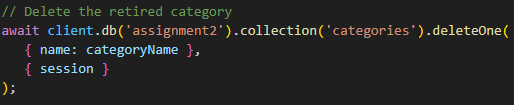 // Delete the retired category
await client.db('assignment2').collection('categories').deleteOne(
    { name: categoryName },
    { session }
);